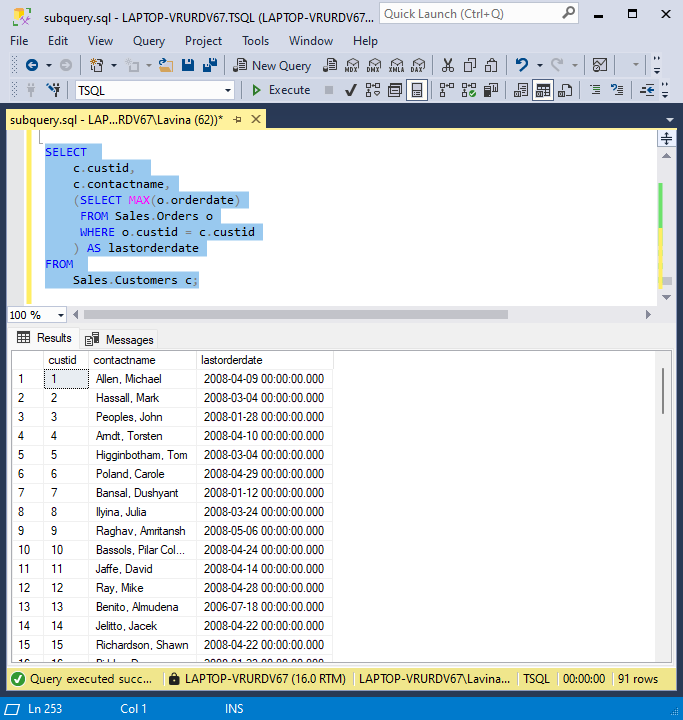 subquery.sql - LAPTOP-VRURDV67.TSQL (LAPTOP-VRURDV67...
Quick Launch (Ctrl+Q)
File Edit View Query Project Tools Window Help
New Query MDX DMX XMLA DAX
TSQL Execute
subquery.sql - LAP...RDV67\Lavina (62))*
SELECT
c.custid,
c.contactname,
(SELECT MAX(o.orderdate)
FROM Sales.Orders o
WHERE o.custid = c.custid
) AS lastorderdate
FROM
Sales.Customers c;
100 %
Results Messages
custid contactname lastorderdate
1 1 Allen, Michael 2008-04-09 00:00:00.000
2 2 Hassall, Mark 2008-03-04 00:00:00.000
3 3 Peoples, John 2008-01-28 00:00:00.000
4 4 Arndt, Torsten 2008-04-10 00:00:00.000
5 5 Higginbotham, Tom 2008-03-04 00:00:00.000
6 6 Poland, Carole 2008-04-29 00:00:00.000
7 7 Bansal, Dushyant 2008-01-12 00:00:00.000
8 8 Ilyina, Julia 2008-03-24 00:00:00.000
9 9 Raghav, Amritansh 2008-05-06 00:00:00.000
10 10 Bassols, Pilar Col... 2008-04-24 00:00:00.000
11 11 Jaffe, David 2008-04-14 00:00:00.000
12 12 Ray, Mike 2008-04-28 00:00:00.000
13 13 Benito, Almudena 2006-07-18 00:00:00.000
14 14 Jelitto, Jacek 2008-04-22 00:00:00.000
15 15 Richardson, Shawn 2008-04-22 00:00:00.000
Query executed succ... LAPTOP-VRURDV67 (16.0 RTM) LAPTOP-VRURDV67\Lavina... TSQL 00:00:00 91 rows
Ln 253 Col 1 INS